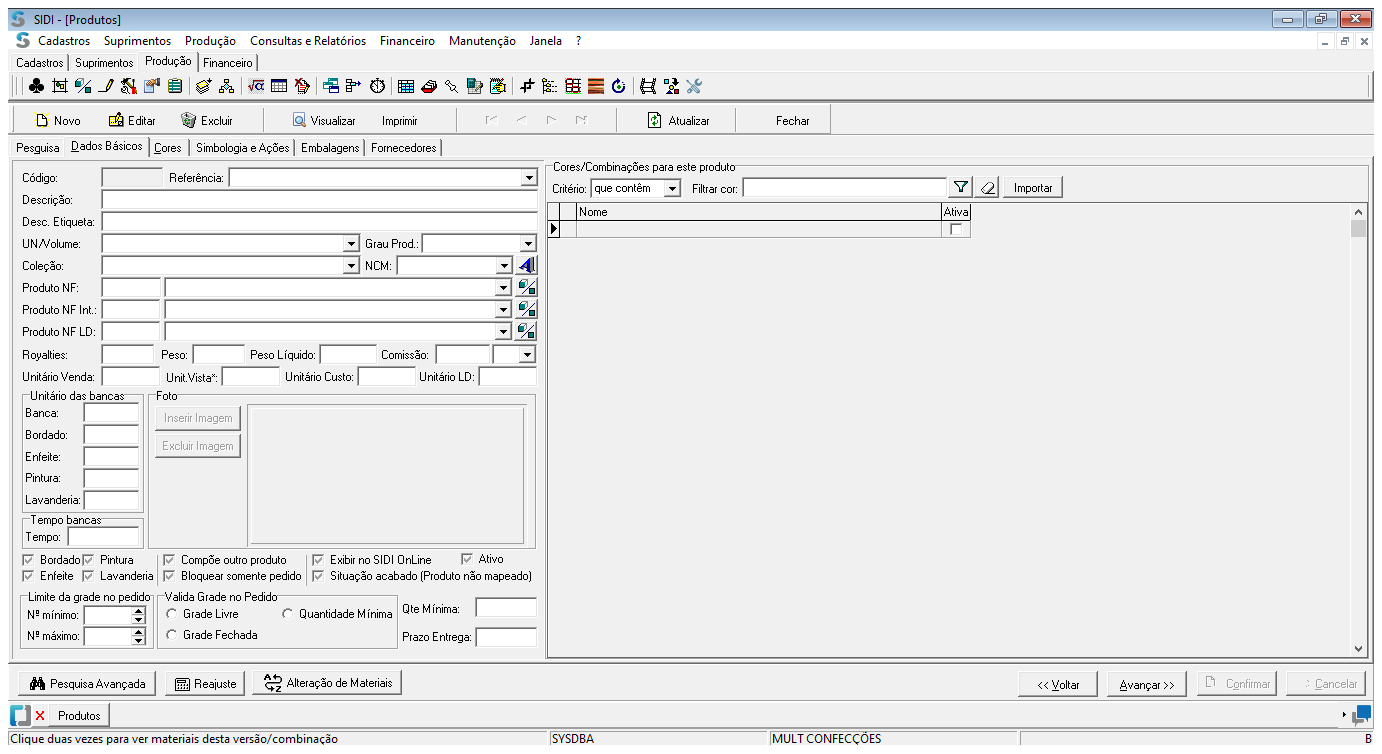 SIDI - [Produtos]
Cadastros Suprimentos Produção Consultas e Relatórios Financeiro Manutenção Janela ?
Cadastros Suprimentos Produção Financeiro
Novo Editar Excluir Visualizar Imprimir Atualizar Fechar
Pesquisa Dados Básicos Cores Simbologia e Ações Embalagens Fornecedores
Código: Referência:
Descrição:
Desc. Etiqueta:
UN/Volume: Grau Prod.:
Coleção: NCM:
Produto NF:
Produto NF Int.:
Produto NF LD:
Royalties: Peso: Peso Líquido: Comissão:
Unitário Venda: Unit.Vista*: Unitário Custo: Unitário LD:
Unitário das bancas
Banca:
Bordado:
Enfeite:
Pintura:
Lavanderia:
Tempo bancas
Tempo:
Foto
Inserir Imagem
Excluir Imagem
Bordado Pintura Compõe outro produto Exibir no SIDI OnLine Ativo
Enfeite Lavanderia Bloquear somente pedido Situação acabado (Produto não mapeado)
Limite da grade no pedido
Nº mínimo:
Nº máximo:
Valida Grade no Pedido
Grade Livre Quantidade Mínima
Grade Fechada
Qte Mínima:
Prazo Entrega:
Cores/Combinações para este produto
Critério: que contêm Filtrar cor: Importar
Nome Ativa
Pesquisa Avançada Reajuste Alteração de Materiais << Voltar Avançar >> Confirmar Cancelar
Produtos
Clique duas vezes para ver materiais desta versão/combinação SYSDBA MULT CONFECÇÕES B